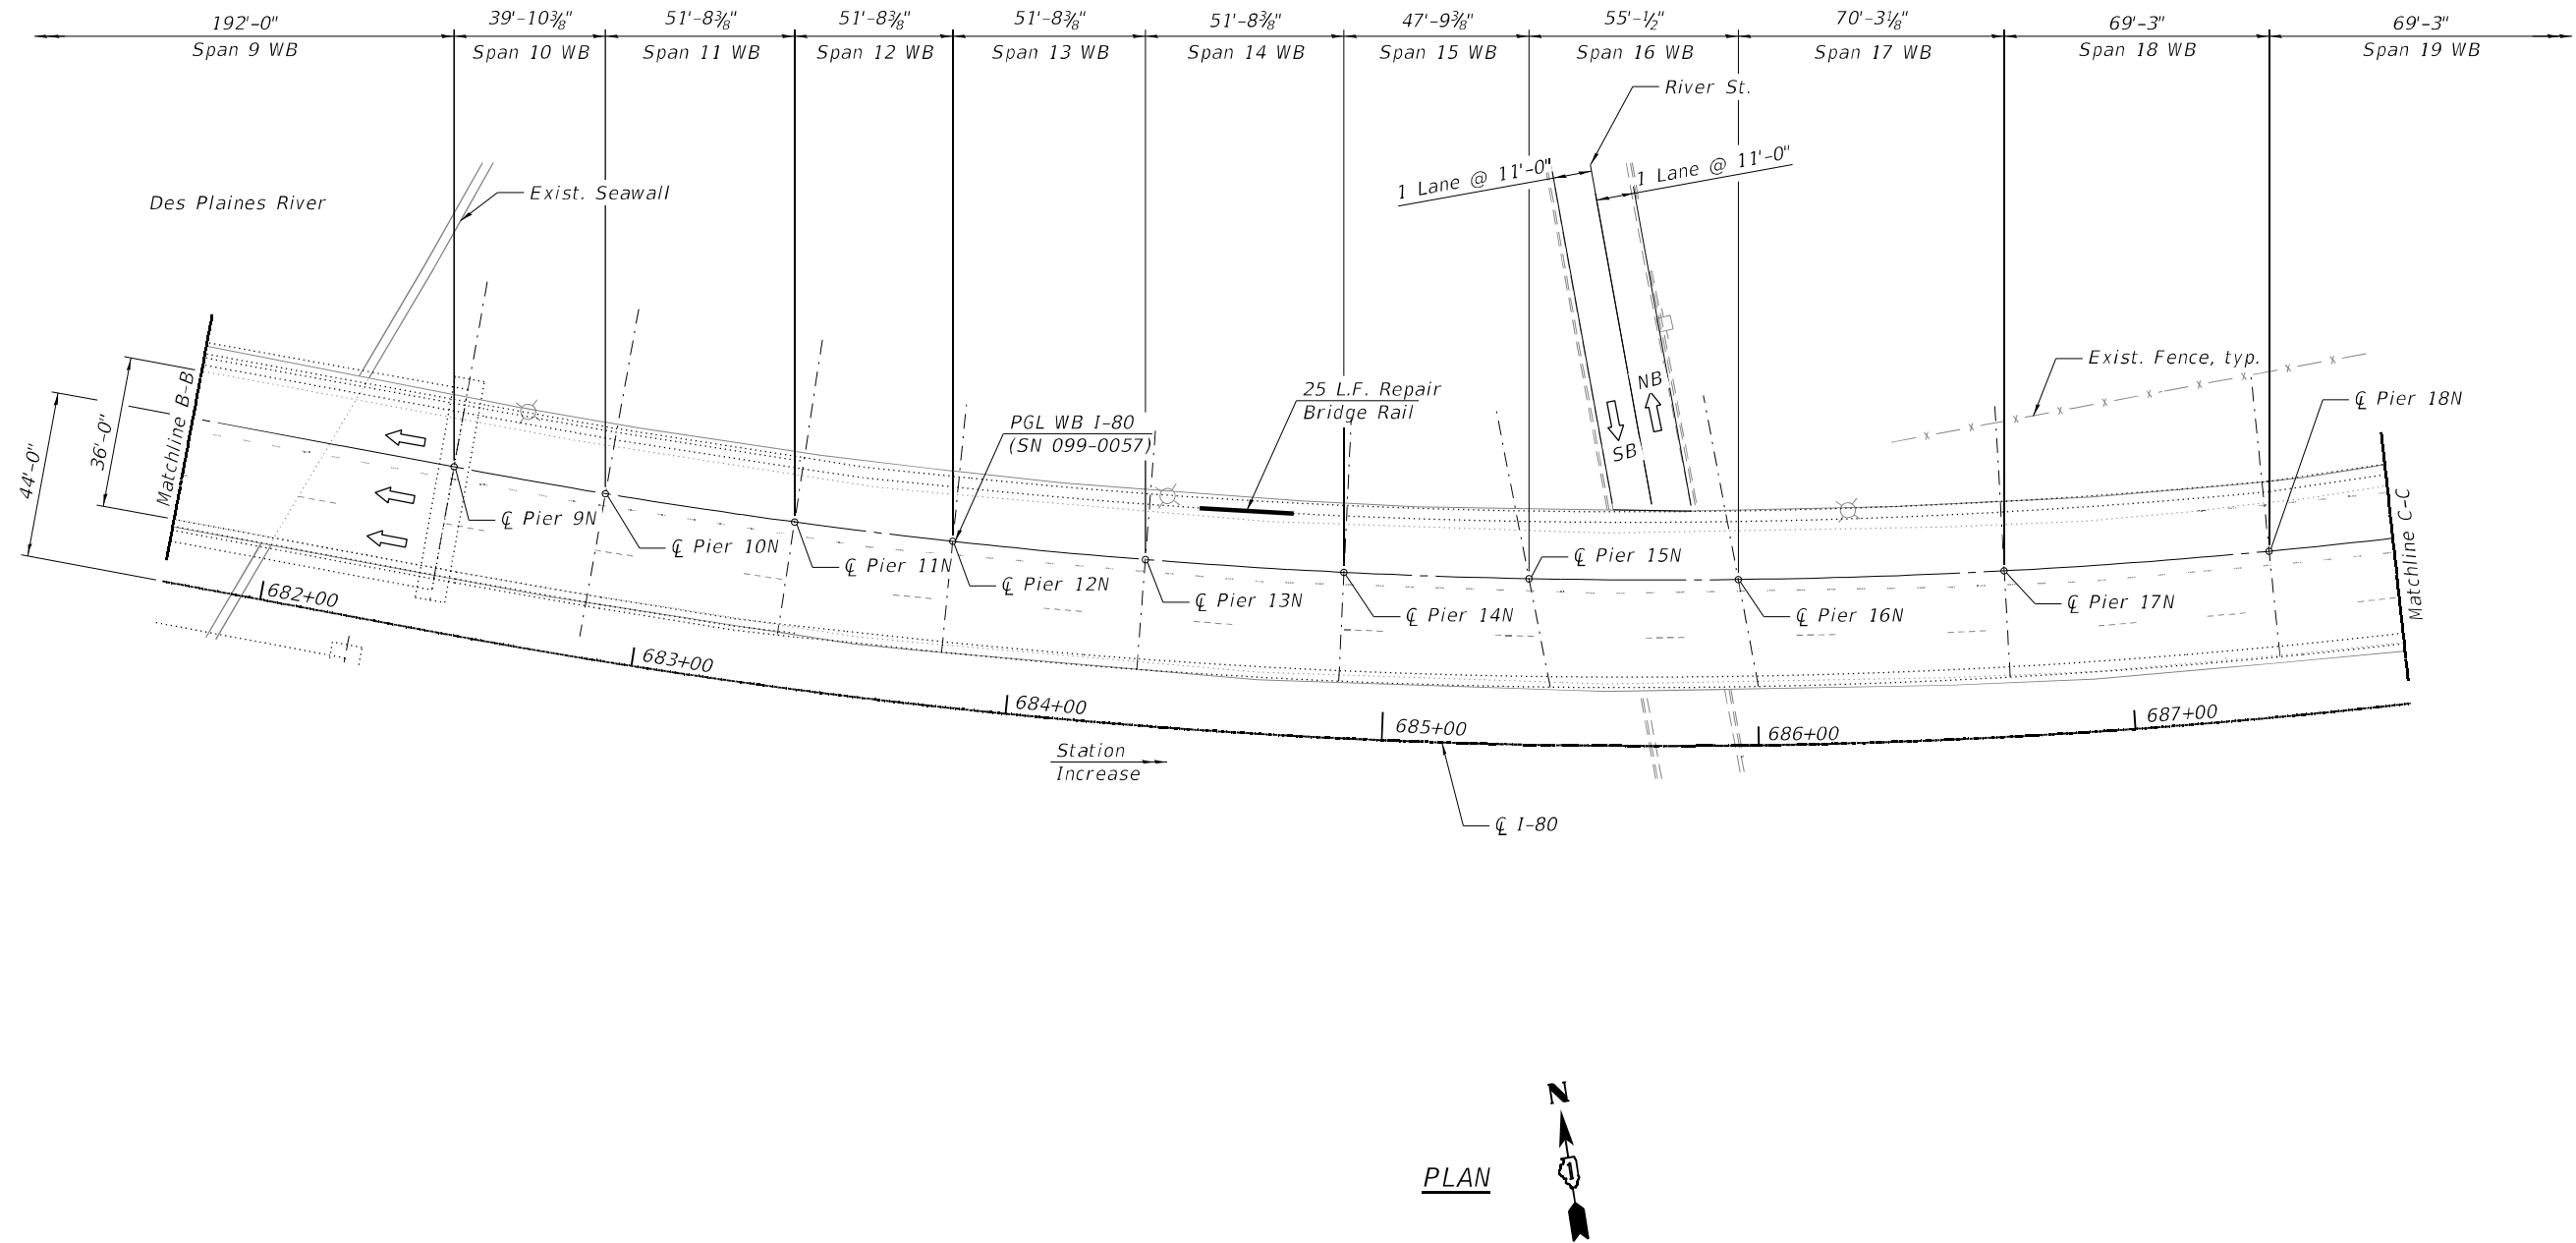 192'-0"
39'-10⅜"
51'-8⅜"
51'-8⅜"
51'-8⅜"
51'-8⅜"
47'-9⅜"
55'-½"
70'-3⅛"
69'-3"
69'-3"
Span 9 WB
Span 10 WB
Span 11 WB
Span 12 WB
Span 13 WB
Span 14 WB
Span 15 WB
Span 16 WB
Span 17 WB
Span 18 WB
Span 19 WB
River St.
1 Lane @ 11'-0"
1 Lane @ 11'-0"
Des Plaines River
Exist. Seawall
Exist. Fence, typ.
25 L.F. Repair
Bridge Rail
NB
SB
℄ Pier 18N
PGL WB I-80
(SN 099-0057)
Matchline B-B
36'-0"
44'-0"
℄ Pier 9N
℄ Pier 10N
℄ Pier 11N
℄ Pier 12N
℄ Pier 13N
℄ Pier 14N
℄ Pier 15N
℄ Pier 16N
℄ Pier 17N
Matchline C-C
682+00
683+00
684+00
685+00
686+00
687+00
Station
Increase
℄ I-80
N
1
PLAN